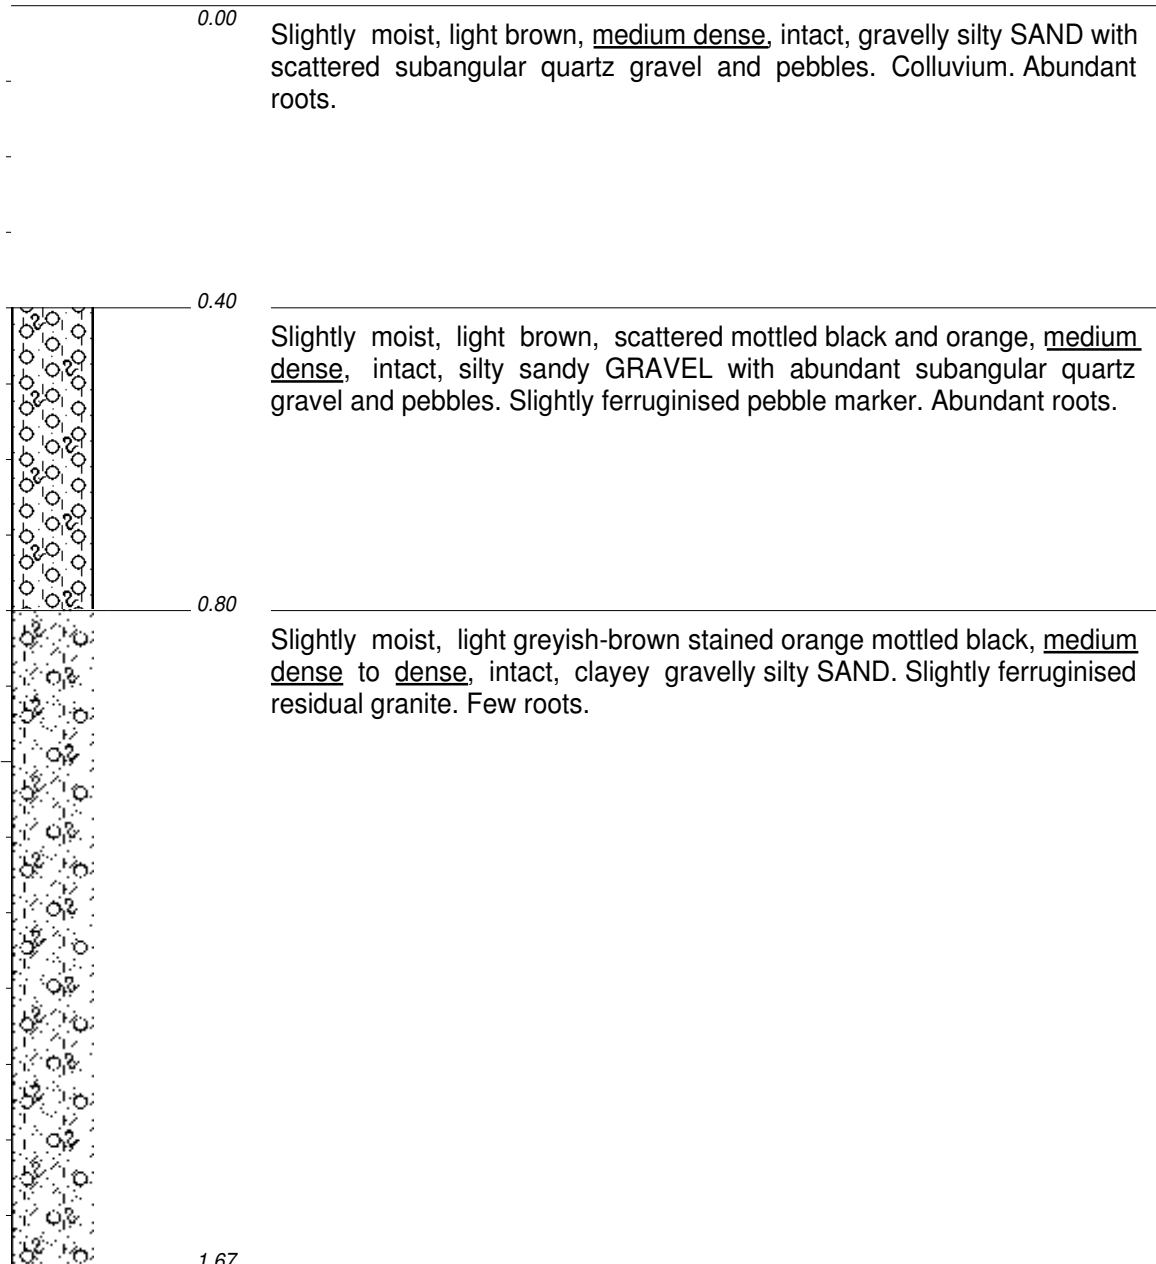 0.00
Slightly moist, light brown, medium dense, intact, gravelly silty SAND with
scattered subangular quartz gravel and pebbles. Colluvium. Abundant
roots.
0.40
Slightly moist, light brown, scattered mottled black and orange, medium
dense, intact, silty sandy GRAVEL with abundant subangular quartz
gravel and pebbles. Slightly ferruginised pebble marker. Abundant roots.
0.80
Slightly moist, light greyish-brown stained orange mottled black, medium
dense to dense, intact, clayey gravelly silty SAND. Slightly ferruginised
residual granite. Few roots.
1.67